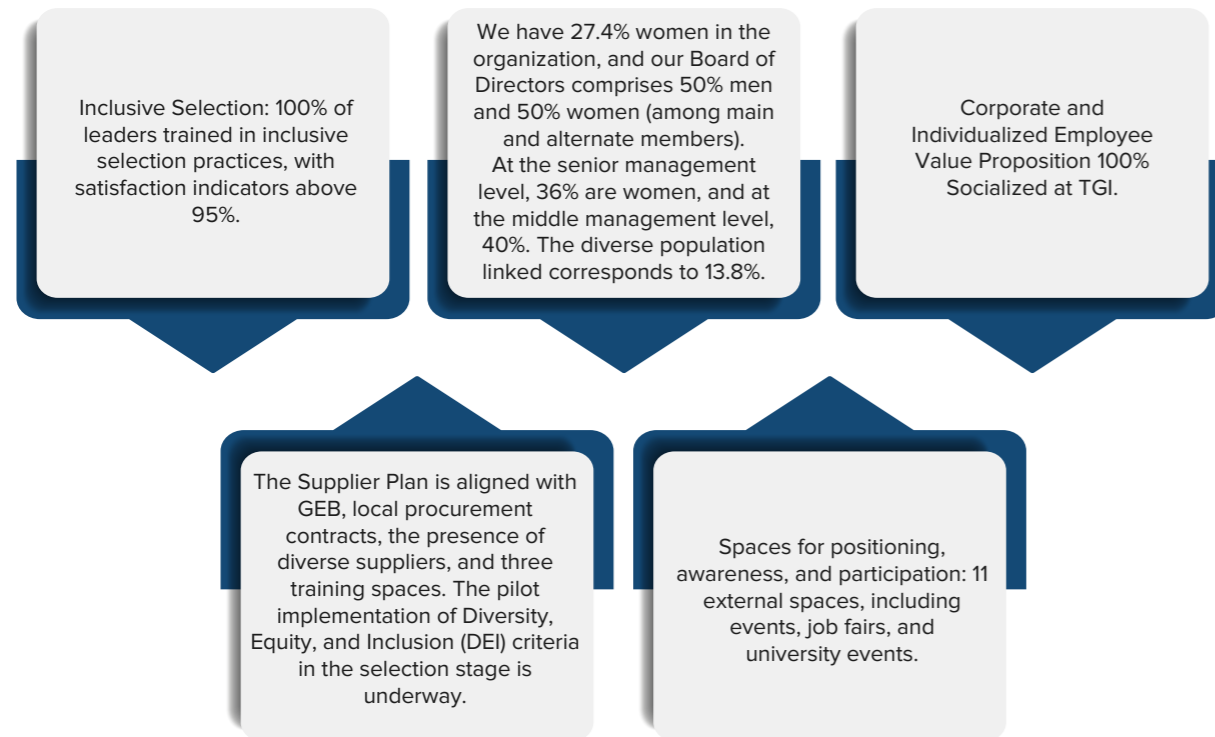 Inclusive Selection: 100% of
leaders trained in inclusive
selection practices, with
satisfaction indicators above
95%.
We have 27.4% women in the
organization, and our Board of
Directors comprises 50% men
and 50% women (among main
and alternate members).
At the senior management
level, 36% are women, and at
the middle management level,
40%. The diverse population
linked corresponds to 13.8%.
Corporate and
Individualized Employee
Value Proposition 100%
Socialized at TGI.
The Supplier Plan is aligned with
GEB, local procurement
contracts, the presence of
diverse suppliers, and three
training spaces. The pilot
implementation of Diversity,
Equity, and Inclusion (DEI) criteria
in the selection stage is
underway.
Spaces for positioning,
awareness, and participation: 11
external spaces, including
events, job fairs, and
university events.